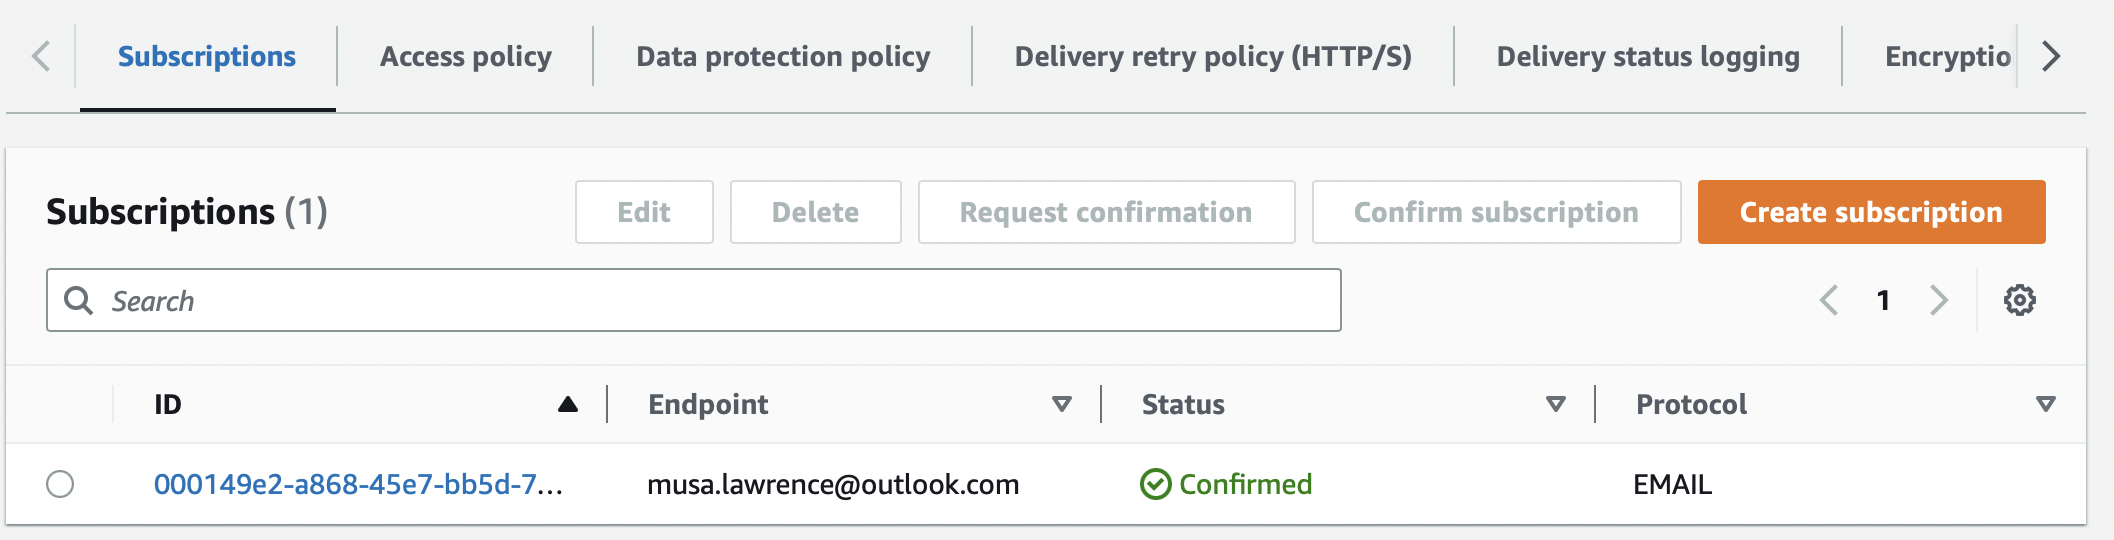 Subscriptions Access policy Data protection policy Delivery retry policy (HTTP/S) Delivery status logging Encryptio
Subscriptions (1) Edit Delete Request confirmation Confirm subscription Create subscription
Search 1
ID Endpoint Status Protocol
000149e2-a868-45e7-bb5d-7... musa.lawrence@outlook.com Confirmed EMAIL